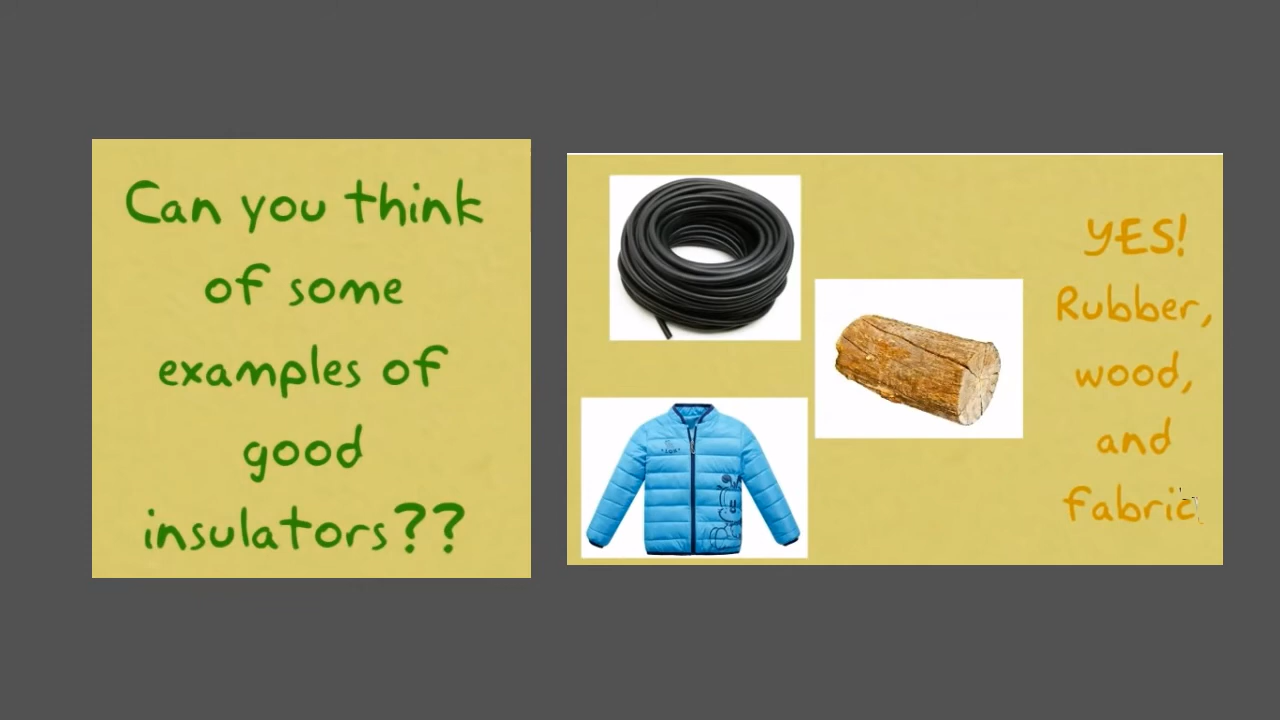 Can you think
of some
examples of
good
insulators??
YES!
Rubber,
wood,
and
fabric